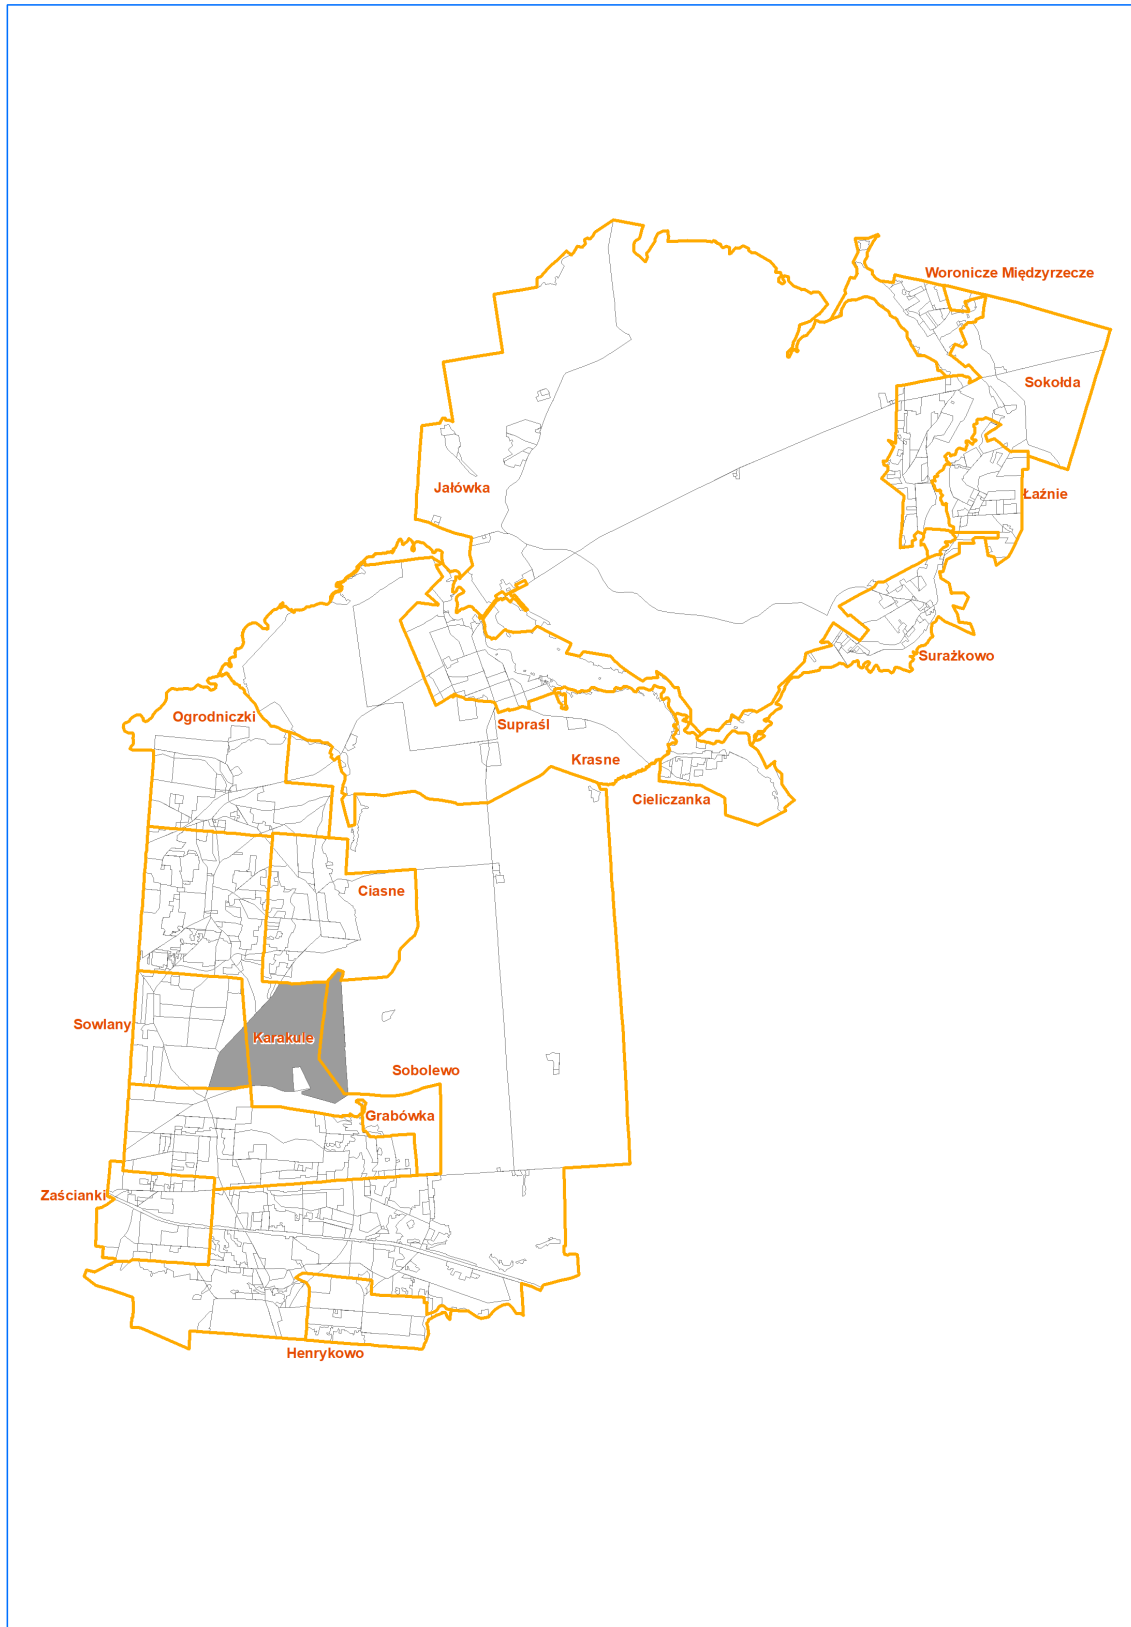 Woronicze Międzyrzecze
Sokołda
Jałówka
Łaźnie
Surażkowo
Ogrodniczki
Supraśl
Krasne
Cieliczanka
Ciasne
Sowlany
Karakule
Sobolewo
Grabówka
Zaścianki
Henrykowo